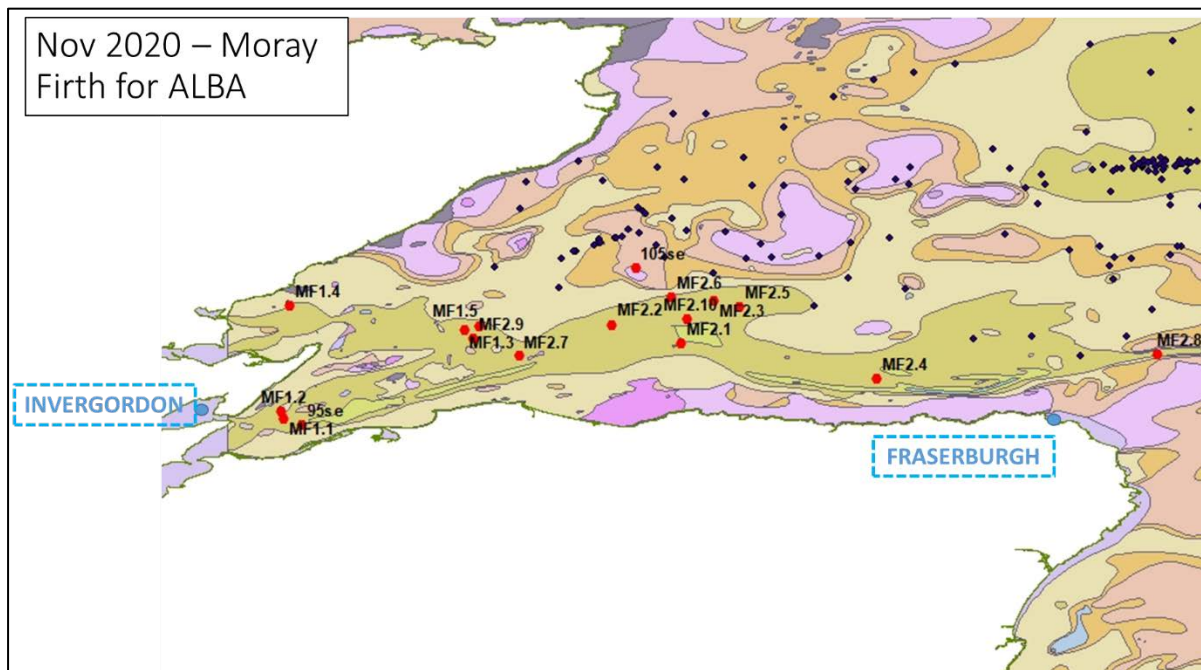 Nov 2020 – Moray
Firth for ALBA
105se
MF1.4
MF2.6
MF2.5
MF2.10
MF2.3
MF2.2
MF1.5
MF2.9
MF2.1
MF1.3
MF2.7
MF2.8
MF2.4
INVERGORDON
MF1.2
95se
MF1.1
FRASERBURGH